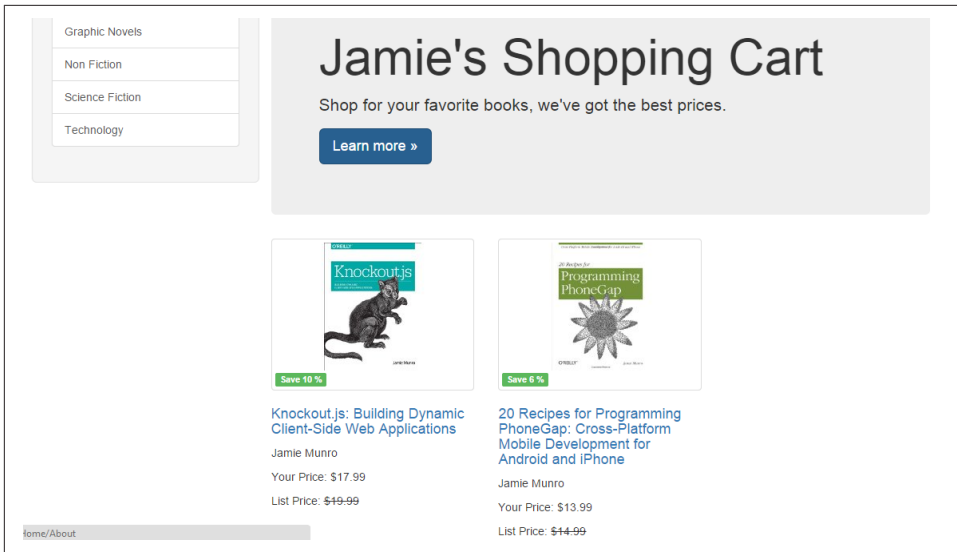 Graphic Novels
Non Fiction
Science Fiction
Technology
Jamie's Shopping Cart
Shop for your favorite books, we've got the best prices.
Learn more »
O'REILLY
Knockout.js
Jamie Munro
Save 10 %
Knockout.js: Building Dynamic
Client-Side Web Applications
Jamie Munro
Your Price: $17.99
List Price: $19.99
20 Recipes for
Programming
PhoneGap
O'REILLY
Jamie Munro
Save 6 %
20 Recipes for Programming
PhoneGap: Cross-Platform
Mobile Development for
Android and iPhone
Jamie Munro
Your Price: $13.99
List Price: $14.99
Home/About